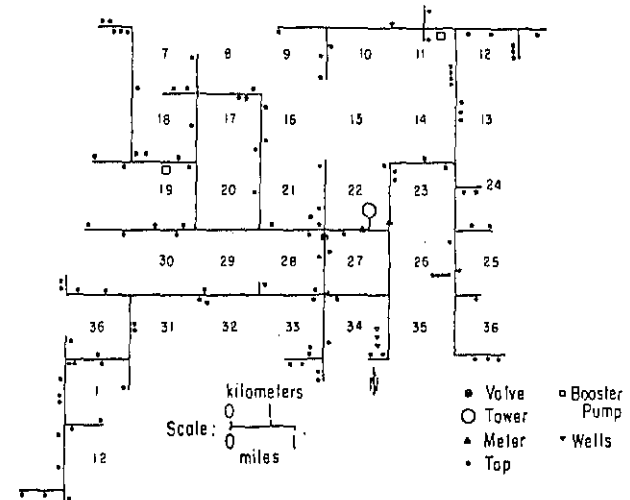 7 8 9 10 11 12
18 17 16 15 14 13
19 20 21 22 23 24
30 29 28 27 26 25
36 31 32 33 34 35 36
1
12
kilometers
0
Scale:
0 1
miles
Valve
Tower
Meter
Tap
Booster
Pump
Wells